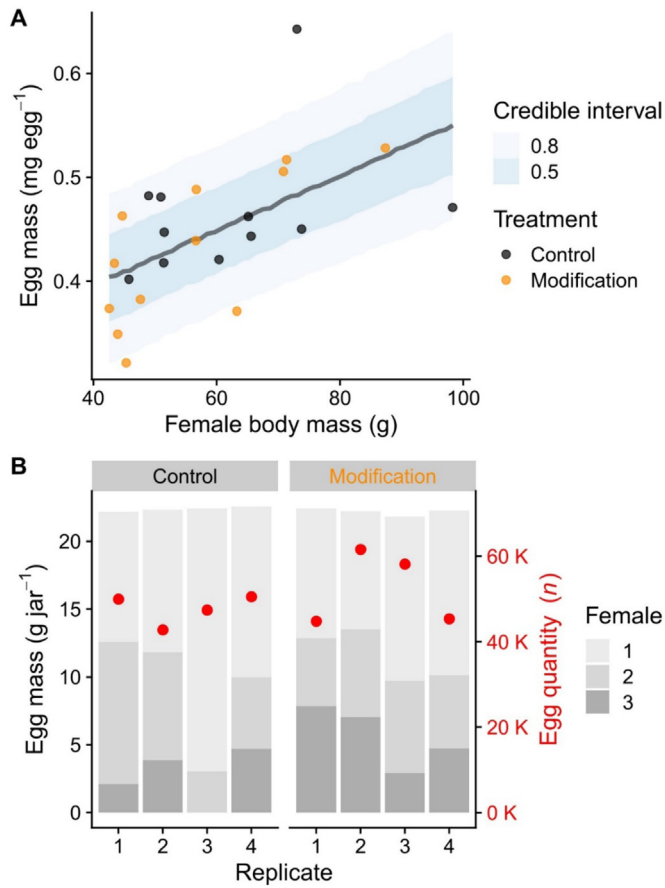 A
Egg mass (mg egg⁻¹)
0.6
0.5
0.4
40 60 80 100
Female body mass (g)
Credible interval
0.8
0.5
Treatment
Control
Modification
B
Control Modification
Egg mass (g jar⁻¹)
20
15
10
5
0
1 2 3 4 1 2 3 4
Replicate
60 K
40 K
20 K
0 K
Egg quantity (n)
Female
1
2
3